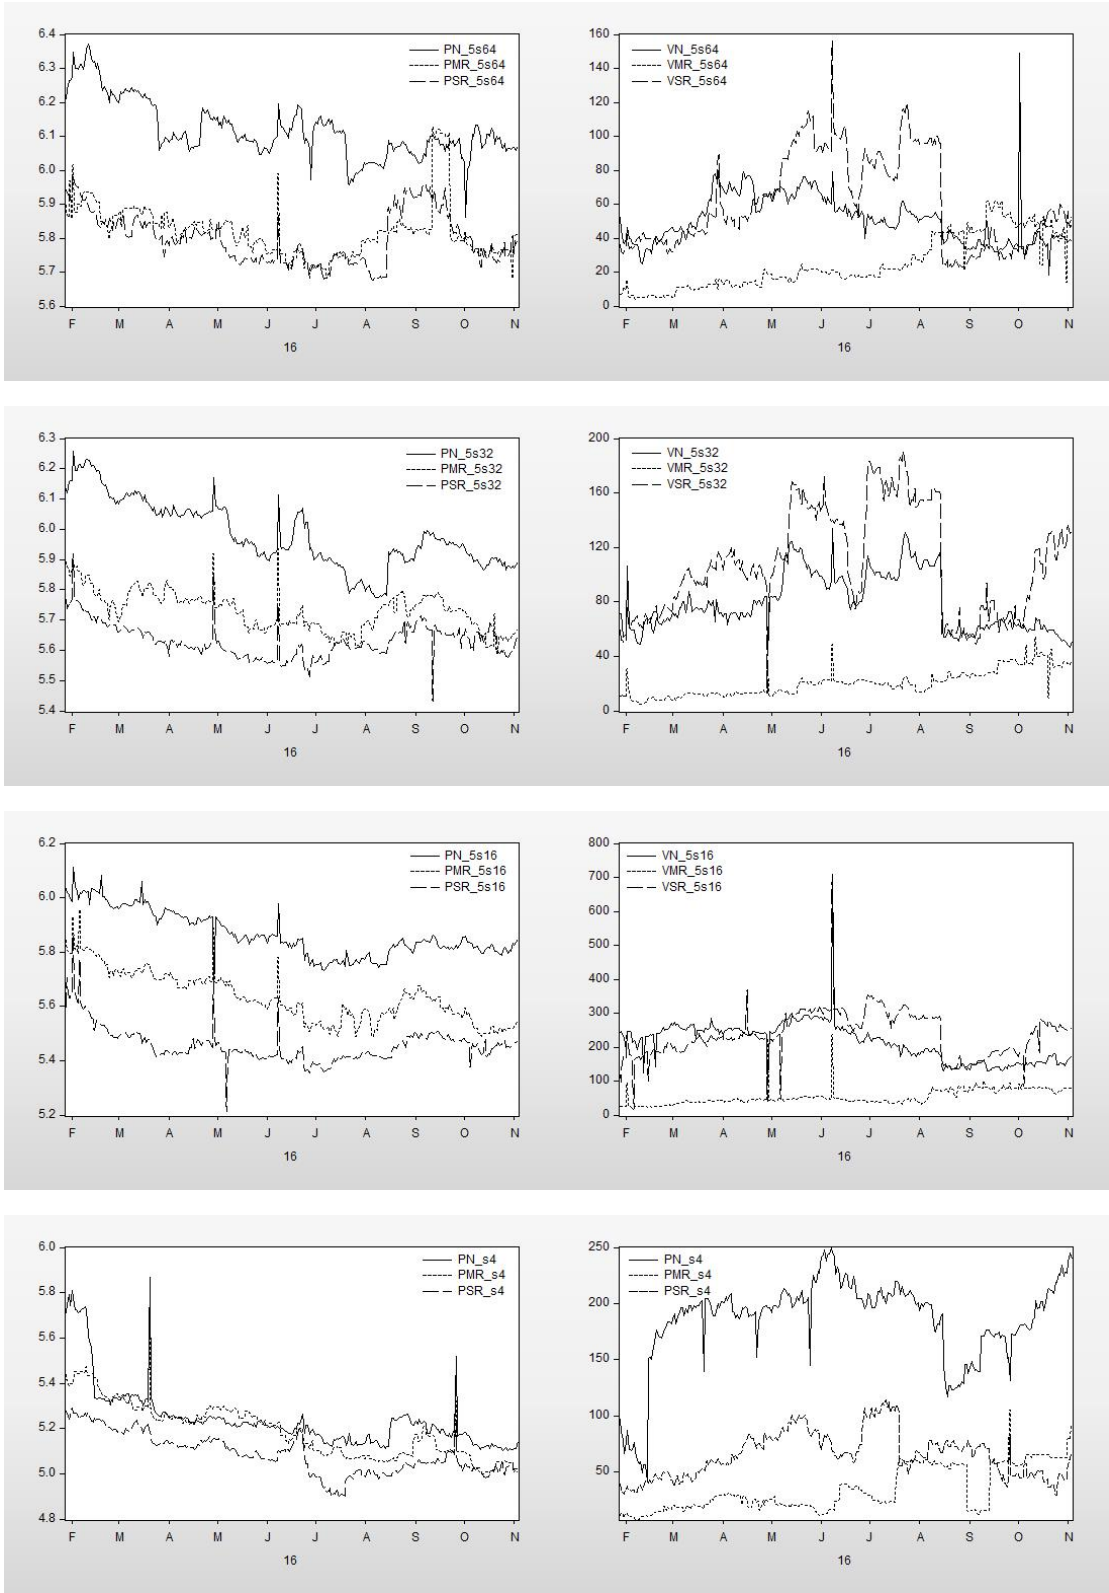 6.4
6.3
6.2
6.1
6.0
5.9
5.8
5.7
5.6
PN_5s64
PMR_5s64
PSR_5s64
F M A M J J A S O N
16
160
140
120
100
80
60
40
20
0
VN_5s64
VMR_5s64
VSR_5s64
F M A M J J A S O N
16
6.3
6.2
6.1
6.0
5.9
5.8
5.7
5.6
5.5
5.4
PN_5s32
PMR_5s32
PSR_5s32
F M A M J J A S O N
16
200
160
120
80
40
0
VN_5s32
VMR_5s32
VSR_5s32
F M A M J J A S O N
16
6.2
6.0
5.8
5.6
5.4
5.2
PN_5s16
PMR_5s16
PSR_5s16
F M A M J J A S O N
16
800
700
600
500
400
300
200
100
0
VN_5s16
VMR_5s16
VSR_5s16
F M A M J J A S O N
16
6.0
5.8
5.6
5.4
5.2
5.0
4.8
PN_s4
PMR_s4
PSR_s4
F M A M J J A S O N
16
250
200
150
100
50
PN_s4
PMR_s4
PSR_s4
F M A M J J A S O N
16